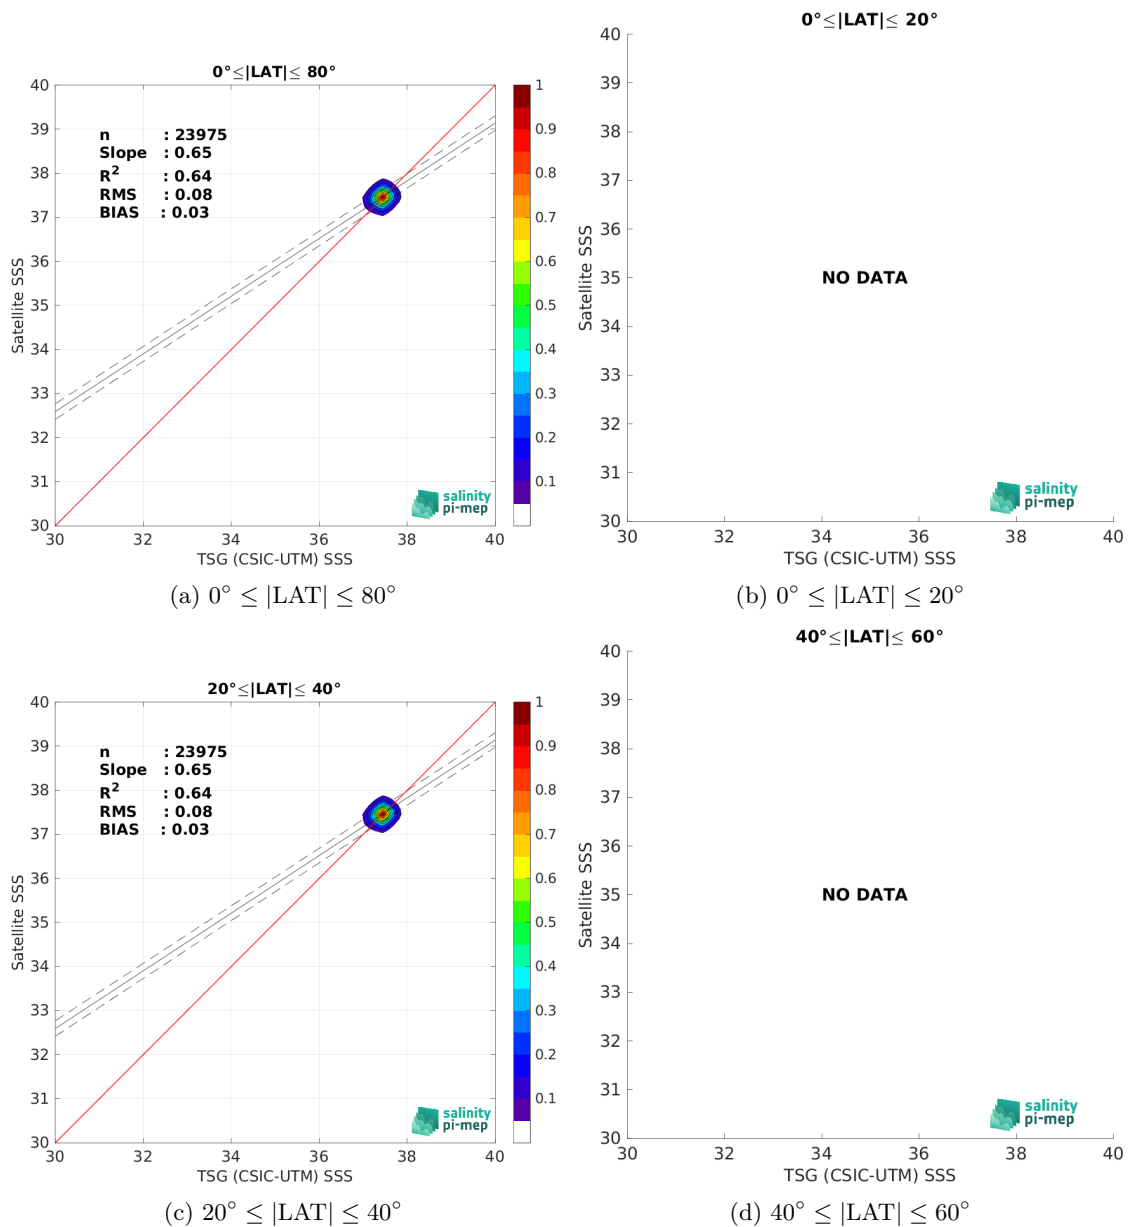 0°≤|LAT|≤ 80°
40
39
38
37
36
35
34
33
32
31
30
Satellite SSS
n : 23975
Slope : 0.65
R² : 0.64
RMS : 0.08
BIAS : 0.03
1
0.9
0.8
0.7
0.6
0.5
0.4
0.3
0.2
0.1
salinity
pi-mep
30 32 34 36 38 40
TSG (CSIC-UTM) SSS
(a) 0° ≤ |LAT| ≤ 80°
0°≤|LAT|≤ 20°
40
39
38
37
36
35
34
33
32
31
30
Satellite SSS
NO DATA
salinity
pi-mep
30 32 34 36 38 40
TSG (CSIC-UTM) SSS
(b) 0° ≤ |LAT| ≤ 20°
20°≤|LAT|≤ 40°
40
39
38
37
36
35
34
33
32
31
30
Satellite SSS
n : 23975
Slope : 0.65
R² : 0.64
RMS : 0.08
BIAS : 0.03
1
0.9
0.8
0.7
0.6
0.5
0.4
0.3
0.2
0.1
salinity
pi-mep
30 32 34 36 38 40
TSG (CSIC-UTM) SSS
(c) 20° ≤ |LAT| ≤ 40°
40°≤|LAT|≤ 60°
40
39
38
37
36
35
34
33
32
31
30
Satellite SSS
NO DATA
salinity
pi-mep
30 32 34 36 38 40
TSG (CSIC-UTM) SSS
(d) 40° ≤ |LAT| ≤ 60°